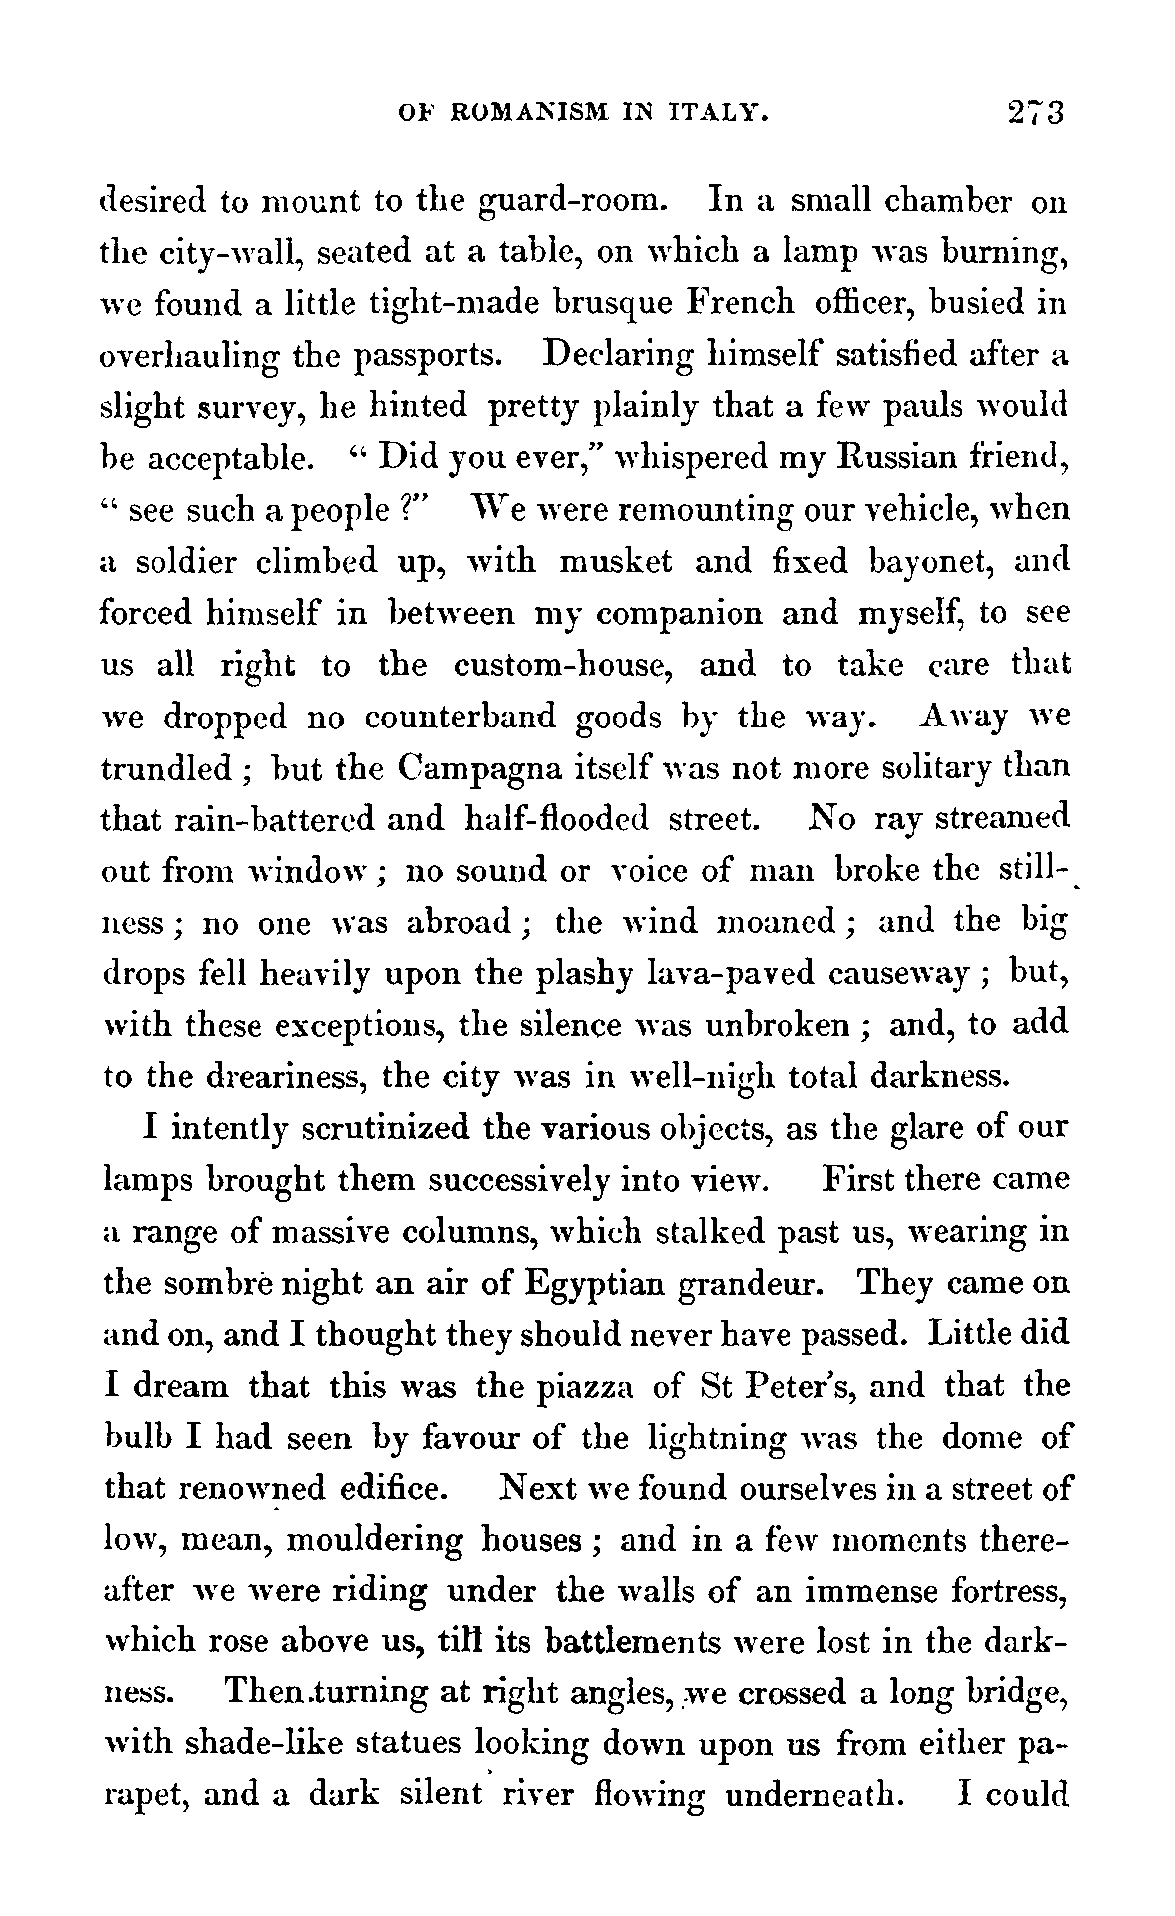 OF ROMANISM IN ITALY. 273
desired to mount to the guard-room. In a small chamber on
the city-wall, seated at a table, on which a lamp was burning,
we found a little tight-made brusque French officer, busied in
overhauling the passports. Declaring himself satisfied after a
slight survey, he hinted pretty plainly that a few pauls would
be acceptable. “ Did you ever,” whispered my Russian friend,
“ see such a people ?” We were remounting our vehicle, when
a soldier climbed up, with musket and fixed bayonet, and
forced himself in between my companion and myself, to see
us all right to the custom-house, and to take care that
we dropped no counterband goods by the way. Away we
trundled ; but the Campagna itself was not more solitary than
that rain-battered and half-flooded street. No ray streamed
out from window ; no sound or voice of man broke the still-
ness ; no one was abroad ; the wind moaned ; and the big
drops fell heavily upon the plashy lava-paved causeway ; but,
with these exceptions, the silence was unbroken ; and, to add
to the dreariness, the city was in well-nigh total darkness.
I intently scrutinized the various objects, as the glare of our
lamps brought them successively into view. First there came
a range of massive columns, which stalked past us, wearing in
the sombre night an air of Egyptian grandeur. They came on
and on, and I thought they should never have passed. Little did
I dream that this was the piazza of St Peter’s, and that the
bulb I had seen by favour of the lightning was the dome of
that renowned edifice. Next we found ourselves in a street of
low, mean, mouldering houses ; and in a few moments there-
after we were riding under the walls of an immense fortress,
which rose above us, till its battlements were lost in the dark-
ness. Then turning at right angles, we crossed a long bridge,
with shade-like statues looking down upon us from either pa-
rapet, and a dark silent river flowing underneath. I could